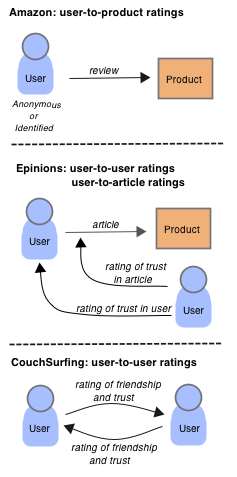 Amazon: user-to-product ratings
review
User
Product
Anonymous
or
Identified
Epinions: user-to-user ratings
user-to-article ratings
article
User
Product
rating of trust
in article
User
rating of trust in user
CouchSurfing: user-to-user ratings
rating of friendship
and trust
User
User
rating of friendship
and trust